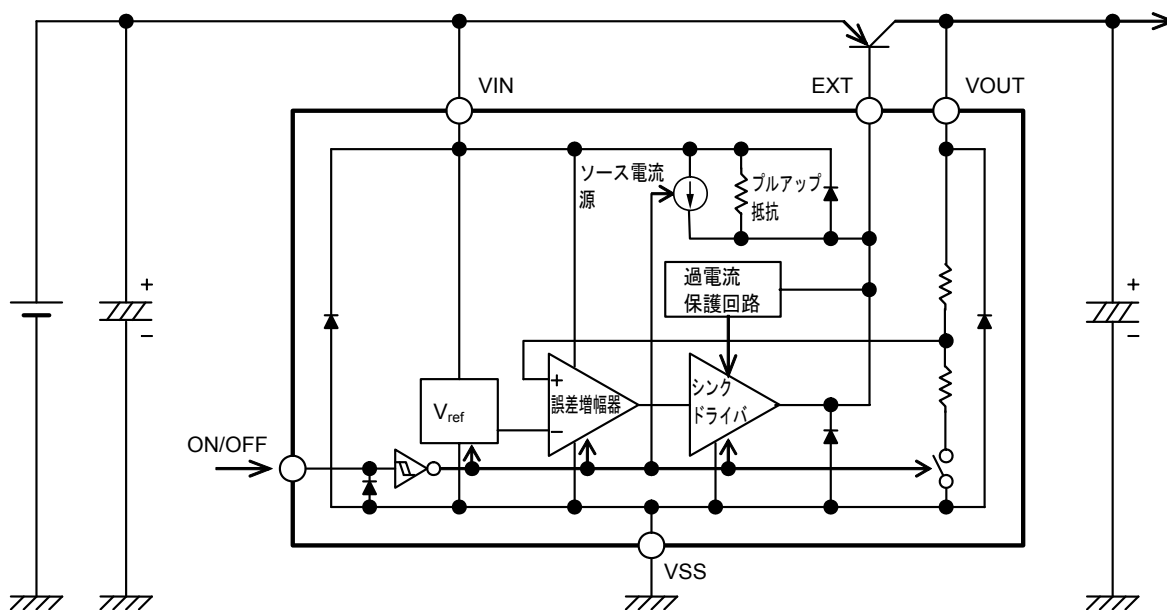 VIN
EXT
VOUT
ソース電流
源
プルアップ
抵抗
過電流
保護回路
+
−
+
−
+
−
誤差増幅器
シンク
ドライバ
Vref
ON/OFF
VSS